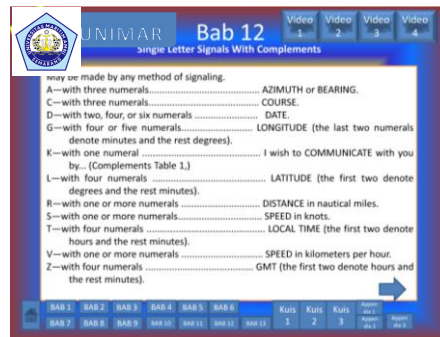 UNIMAR
Bab 12
Video 1
Video 2
Video 3
Video 4
Single Letter Signals With Complements
May be made by any method of signaling.
A—with three numerals.......................................... AZIMUTH or BEARING.
C—with three numerals.......................................... COURSE.
D—with two, four, or six numerals ........................ DATE.
G—with four or five numerals................................ LONGITUDE (the last two numerals
denote minutes and the rest degrees).
K—with one numeral ............................................. I wish to COMMUNICATE with you
by... (Complements Table 1,)
L—with four numerals ........................................... LATITUDE (the first two denote
degrees and the rest minutes).
R—with one or more numerals .............................. DISTANCE in nautical miles.
S—with one or more numerals............................... SPEED in knots.
T—with four numerals ........................................... LOCAL TIME (the first two denote
hours and the rest minutes).
V—with one or more numerals .............................. SPEED in kilometers per hour.
Z—with four numerals ........................................... GMT (the first two denote hours and
the rest minutes).
BAB 1 BAB 2 BAB 3 BAB 4 BAB 5 BAB 6
BAB 7 BAB 8 BAB 9 BAB 10 BAB 11 BAB 12 BAB 13
Kuis 1
Kuis 2
Kuis 3